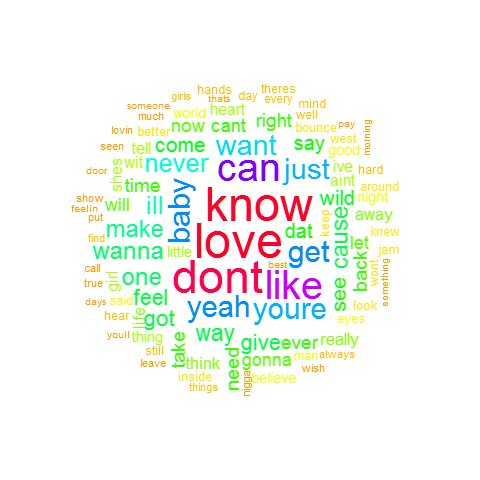 theres
girls
hands
day
every
thats
someone
much
world
heart
mind
well
lovin
better
now
cant
right
bounce
pay
seen
tell
come
want
say
west
good
morning
shes
wit
never
can
just
ive
aint
hard
door
time
baby
know
wild
around
show
feelin
will
ill
night
put
make
love
dat
keep
cause
away
knew
find
wanna
little
get
let
jam
call
one
dont
best
like
see
back
wont
something
true
girl
feel
days
said
yeah
youre
look
hear
life
got
way
eyes
youll
thing
take
give
ever
really
still
think
need
gonna
man
always
leave
inside
believe
wish
things
nigga